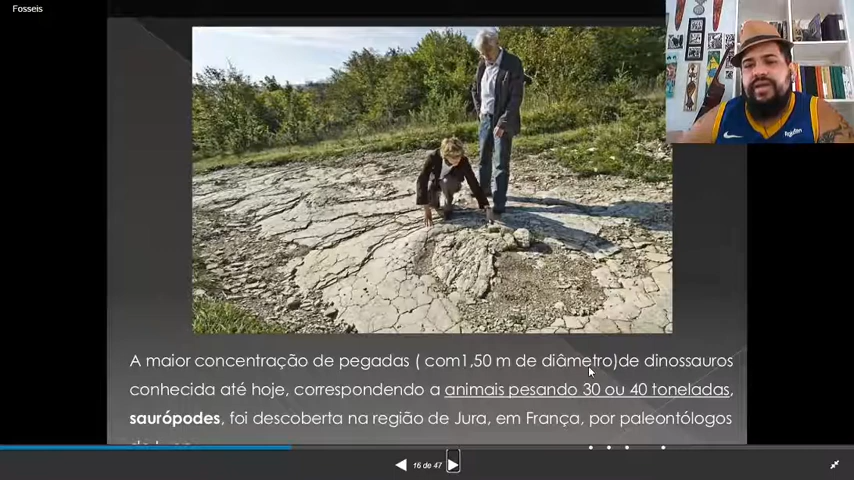 Fosseis
Rakuten
A maior concentração de pegadas ( com1,50 m de diâmetro)de dinossauros
conhecida até hoje, correspondendo a animais pesando 30 ou 40 toneladas,
saurópodes, foi descoberta na região de Jura, em França, por paleontólogos
16 de 47